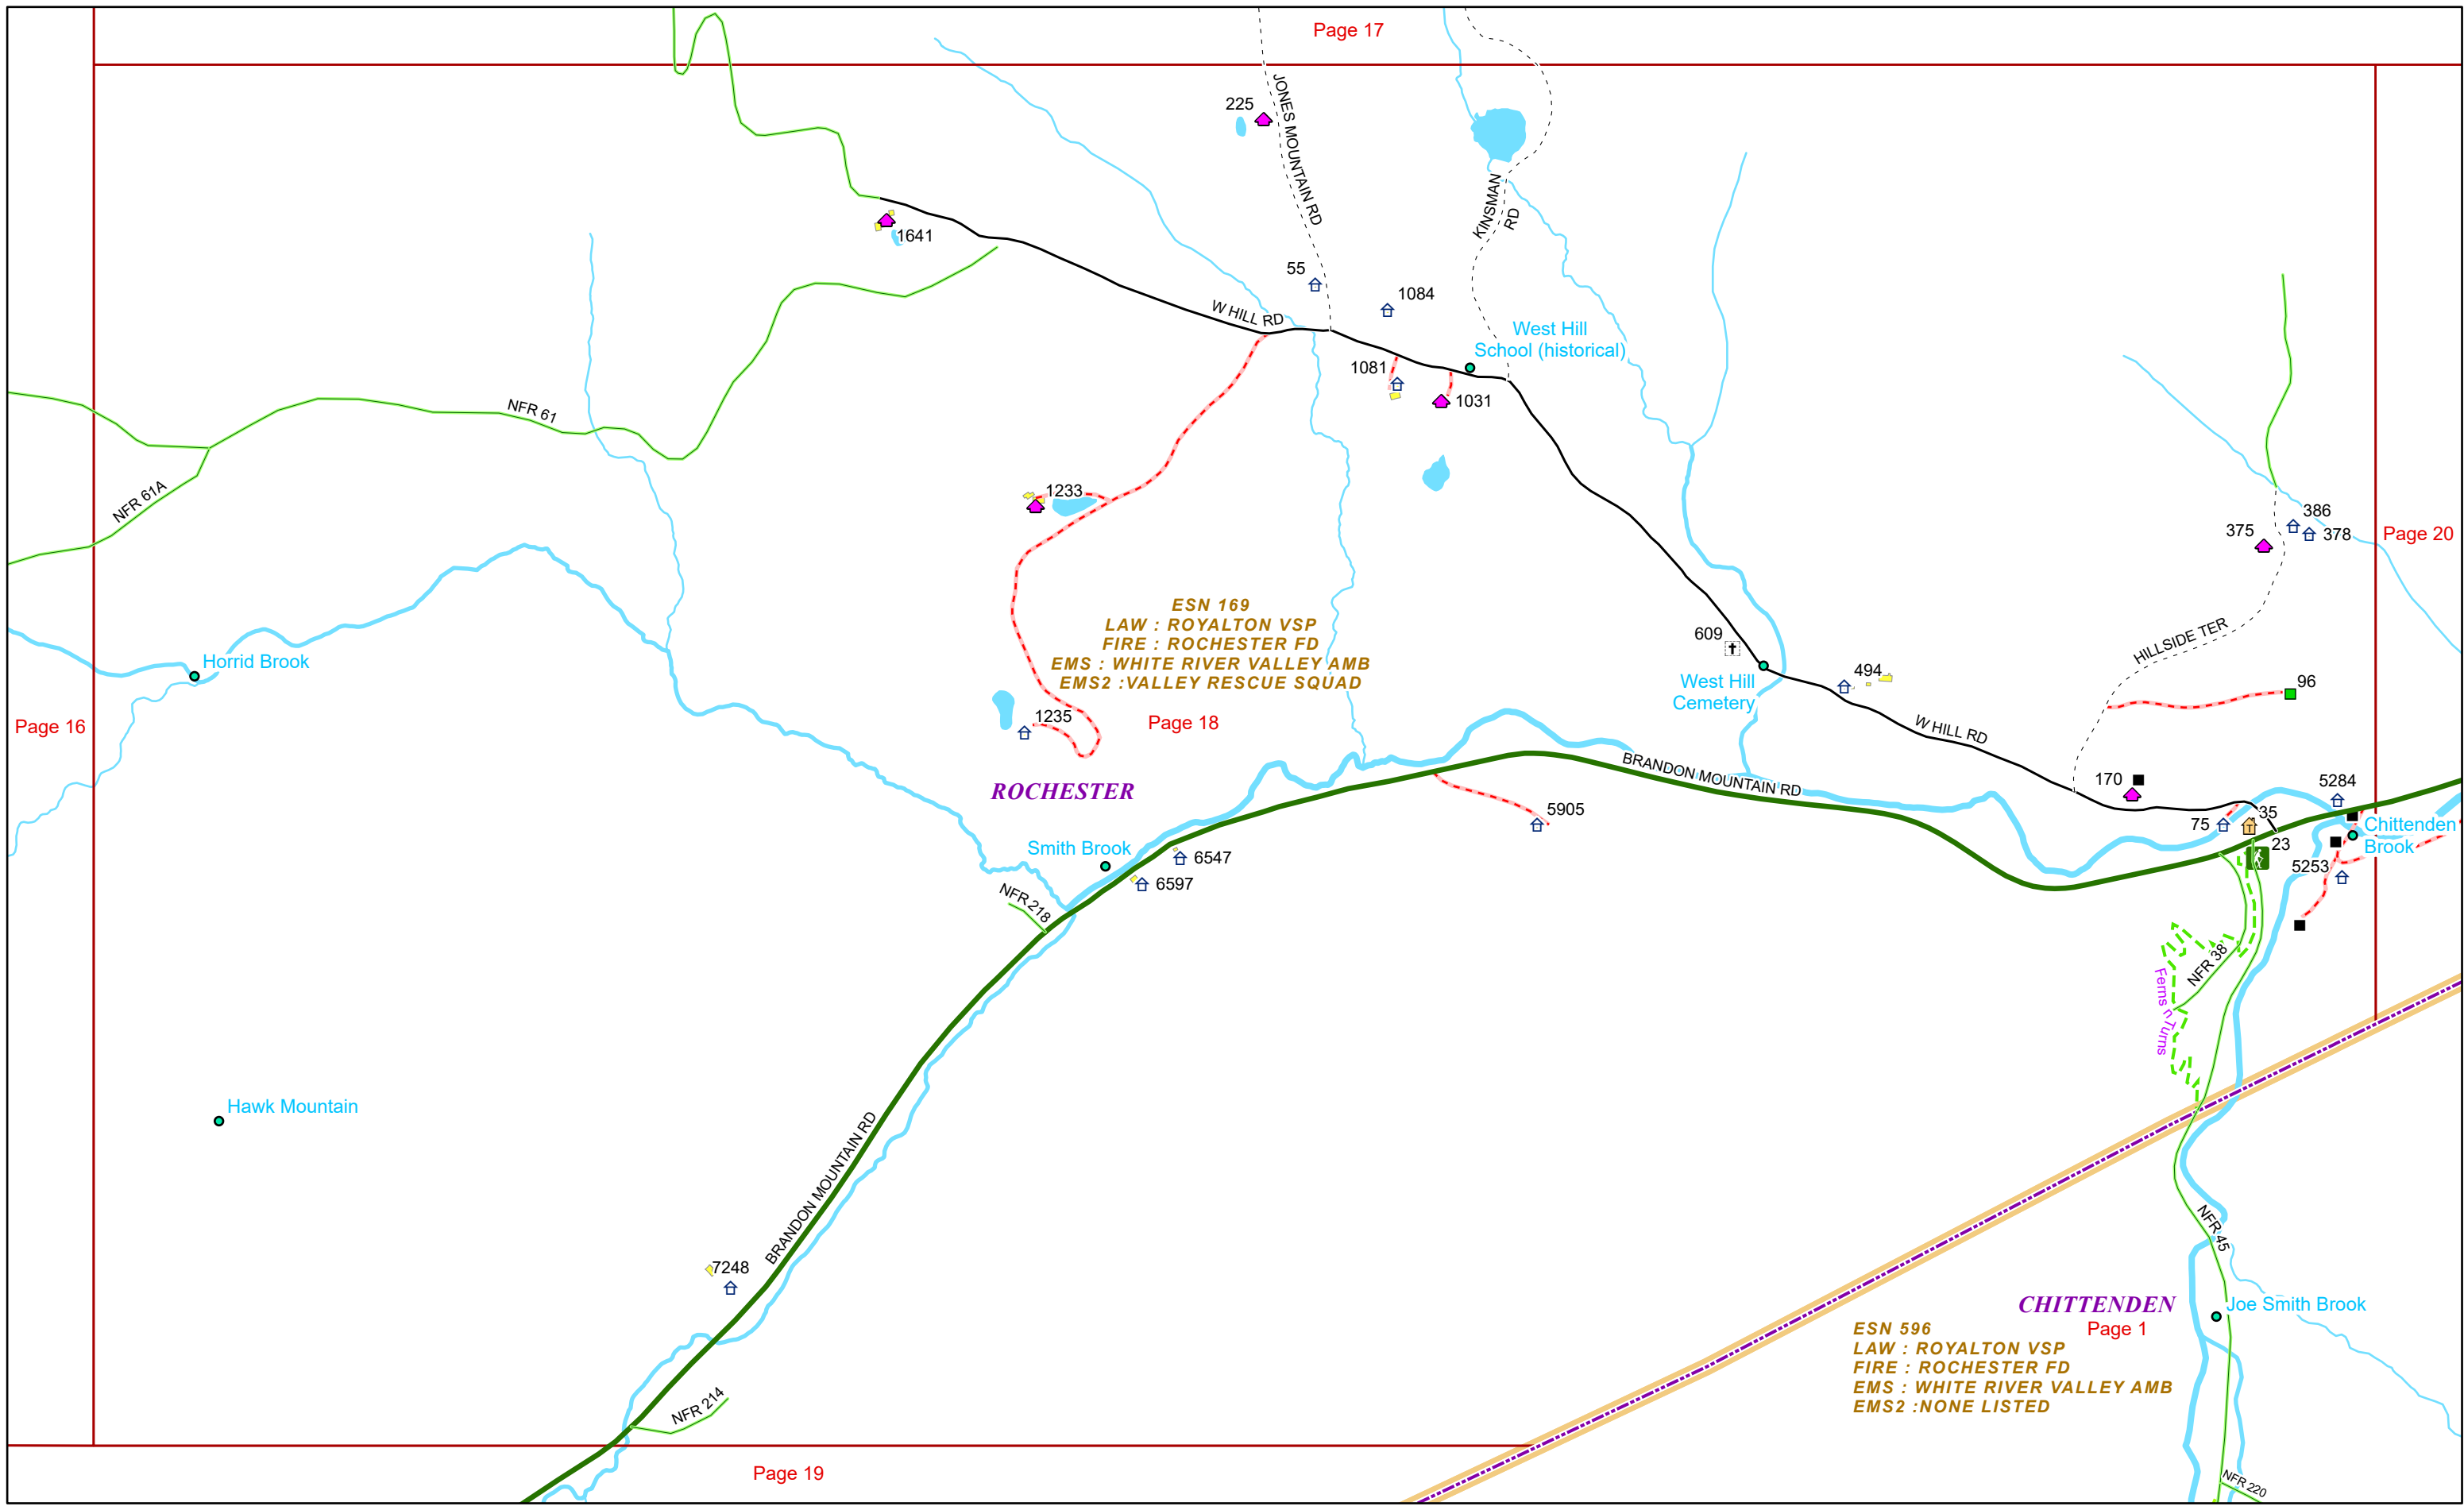 Page 17
225
JONES MOUNTAIN RD
KINSMAN
RD
1641
55
1084
W HILL RD
West Hill
School (historical)
1081
1031
NFR 61
NFR 61A
1233
386
375
378
Page 20
ESN 169
LAW : ROYALTON VSP
FIRE : ROCHESTER FD
EMS : WHITE RIVER VALLEY AMB
EMS2 :VALLEY RESCUE SQUAD
609
HILLSIDE TER
Horrid Brook
West Hill
Cemetery
494
96
Page 16
1235
Page 18
W HILL RD
BRANDON MOUNTAIN RD
170
5284
ROCHESTER
5905
75
35
Chittenden
Brook
23
Smith Brook
6547
5253
6597
NFR 218
NFR 38
Ferns n Turns
Hawk Mountain
BRANDON MOUNTAIN RD
NFR 45
7248
CHITTENDEN
Joe Smith Brook
Page 1
ESN 596
LAW : ROYALTON VSP
FIRE : ROCHESTER FD
EMS : WHITE RIVER VALLEY AMB
EMS2 :NONE LISTED
NFR 214
Page 19
NFR 220